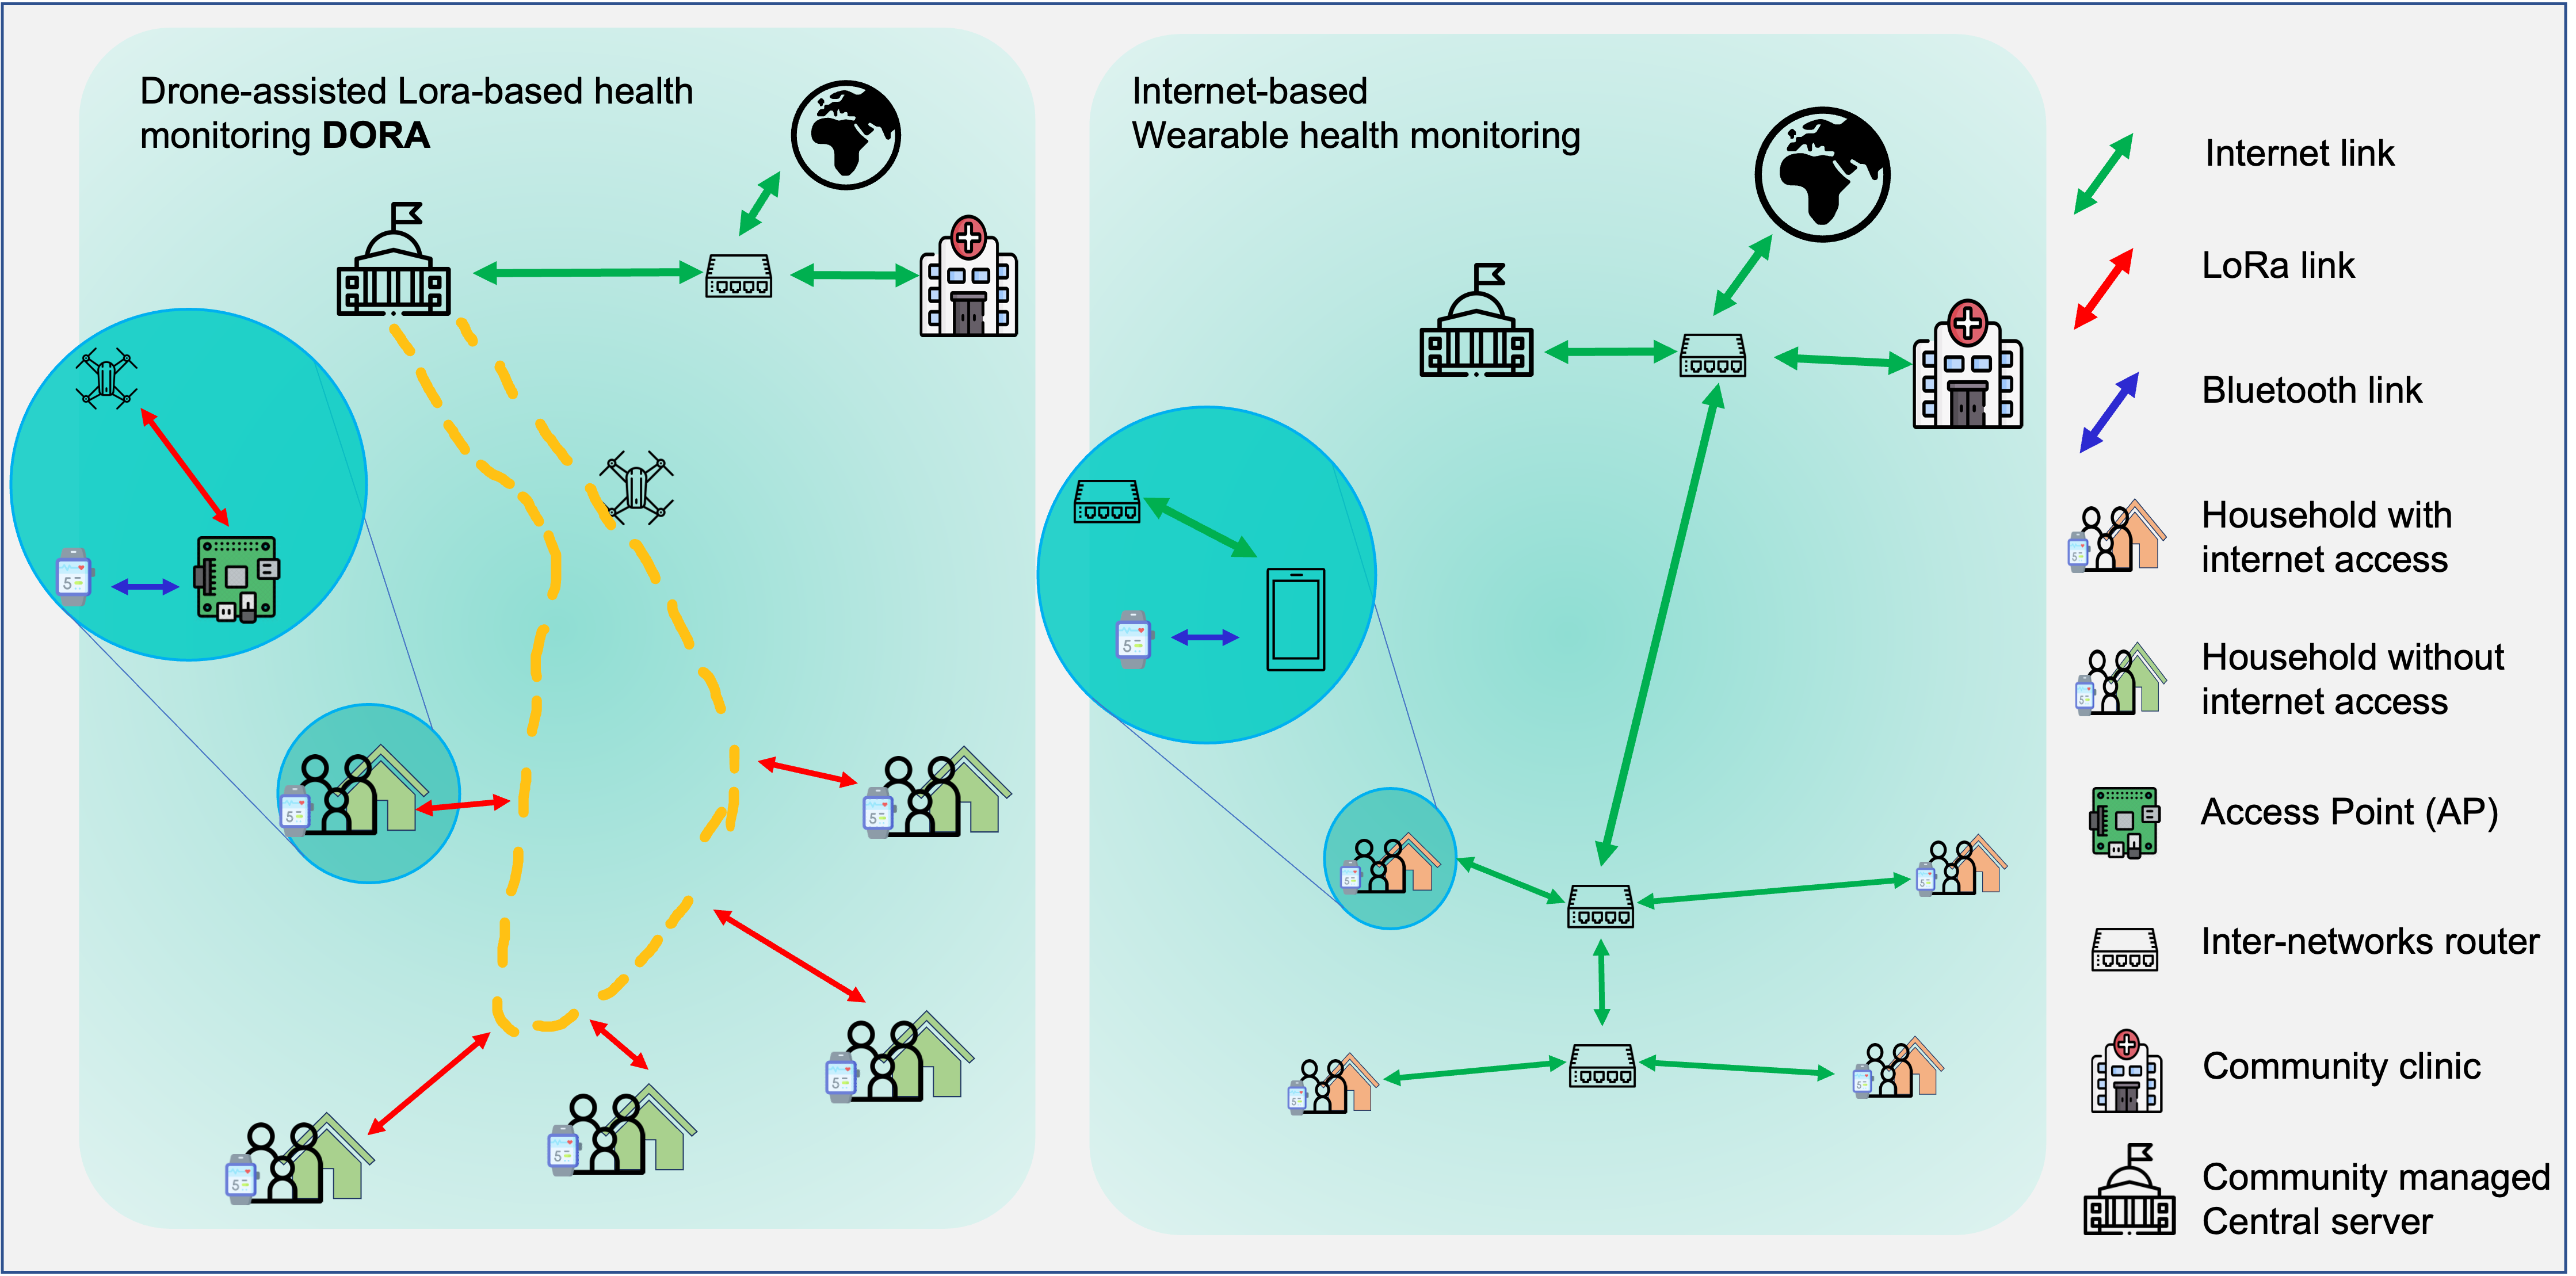 Drone-assisted Lora-based health
monitoring DORA
Internet-based
Wearable health monitoring
Internet link
LoRa link
Bluetooth link
Household with
internet access
Household without
internet access
Access Point (AP)
Inter-networks router
Community clinic
Community managed
Central server